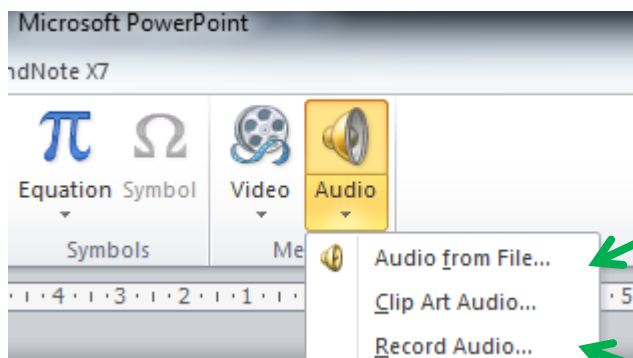 Microsoft PowerPoint
ndNote X7
π Ω
Equation Symbol Video Audio
Symbols Me
Audio from File...
Clip Art Audio...
Record Audio...
· ı · 4 · ı · 3 · ı · 2 · ı · 1 · ı · · 5